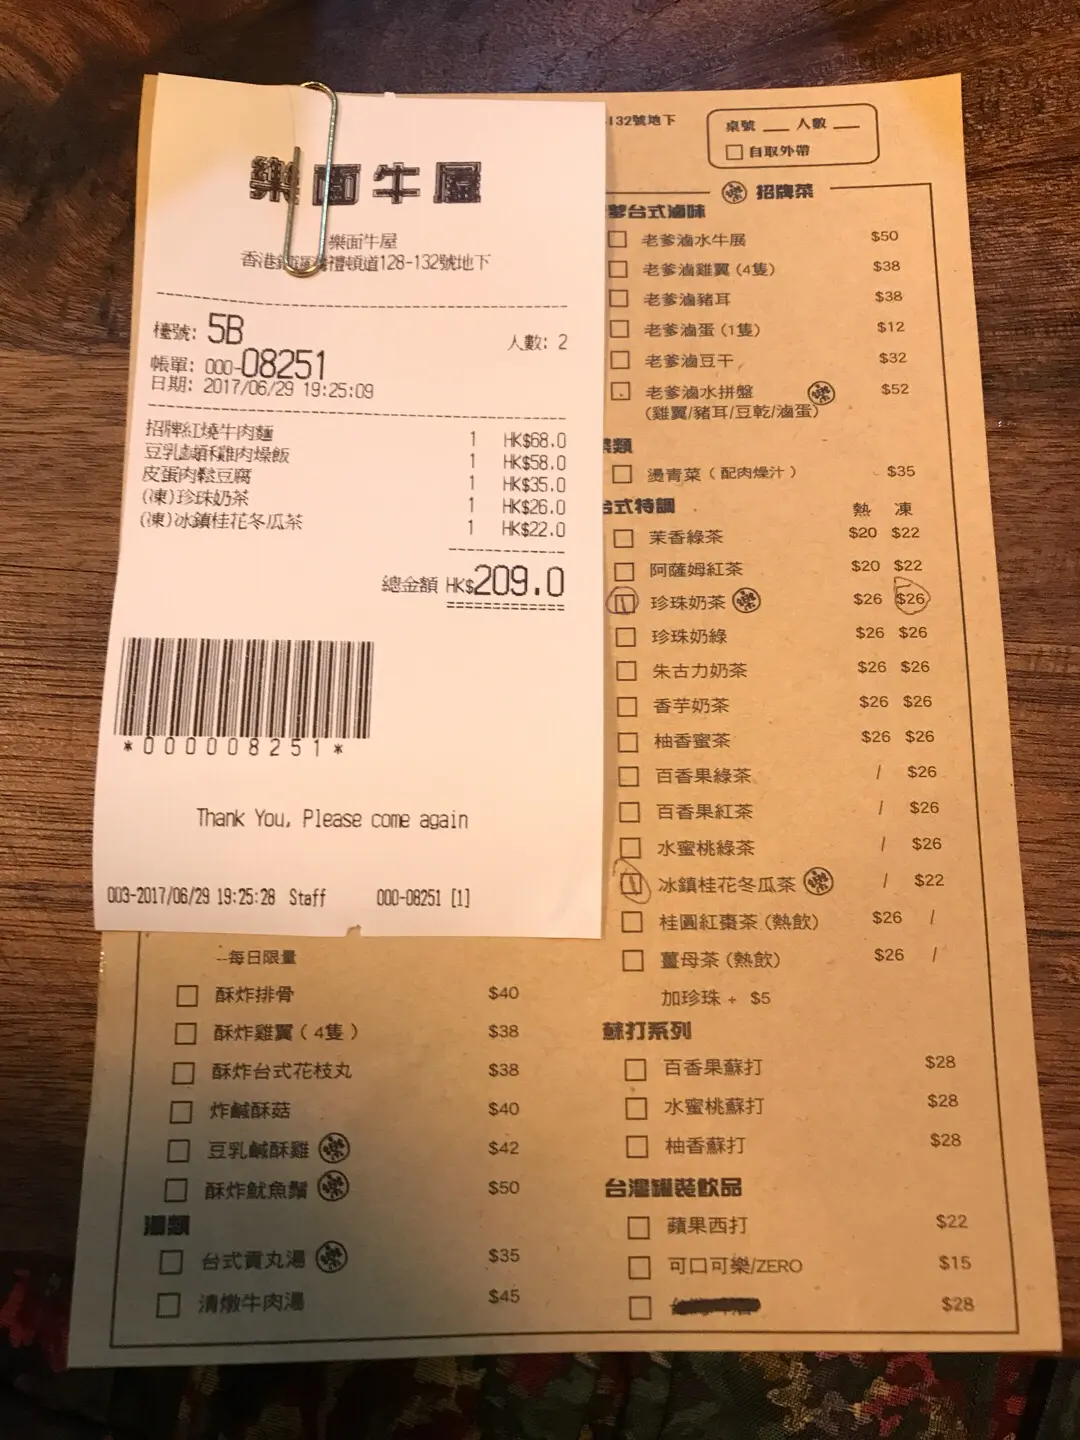 樂面牛屋
樂面牛屋
香港銅鑼灣禮頓道128-132號地下
檯號: 5B
人數: 2
帳單: 000-08251
日期: 2017/06/29 19:25:09
招牌紅燒牛肉麵 1 HK$68.0
豆乳鹹酥雞肉燥飯 1 HK$58.0
皮蛋肉鬆豆腐 1 HK$35.0
(凍)珍珠奶茶 1 HK$26.0
(凍)冰鎮桂花冬瓜茶 1 HK$22.0
總金額 HK$209.0
*000008251*
Thank You, Please come again
003-2017/06/29 19:25:28 Staff 000-08251 [1]
--每日限量
酥炸排骨 $40
酥炸雞翼 ( 4隻 ) $38
酥炸台式花枝丸 $38
炸鹹酥菇 $40
豆乳鹹酥雞 樂 $42
酥炸魷魚鬚 樂 $50
湯類
台式貢丸湯 樂 $35
清燉牛肉湯 $45
132號地下
桌號 __ 人數 __
自取外帶
樂 招牌菜
爹台式滷味
老爹滷水牛展 $50
老爹滷雞翼 (4隻) $38
老爹滷豬耳 $38
老爹滷蛋 (1隻) $12
老爹滷豆干 $32
老爹滷水拼盤 樂 $52
(雞翼/豬耳/豆乾/滷蛋)
類
燙青菜 ( 配肉燥汁 ) $35
台式特調 熱 凍
茉香綠茶 $20 $22
阿薩姆紅茶 $20 $22
珍珠奶茶 樂 $26 $26
珍珠奶綠 $26 $26
朱古力奶茶 $26 $26
香芋奶茶 $26 $26
柚香蜜茶 $26 $26
百香果綠茶 / $26
百香果紅茶 / $26
水蜜桃綠茶 / $26
冰鎮桂花冬瓜茶 樂 / $22
桂圓紅棗茶 (熱飲) $26 /
薑母茶 (熱飲) $26 /
加珍珠 + $5
蘇打系列
百香果蘇打 $28
水蜜桃蘇打 $28
柚香蘇打 $28
台灣罐裝飲品
蘋果西打 $22
可口可樂/ZERO $15
$28